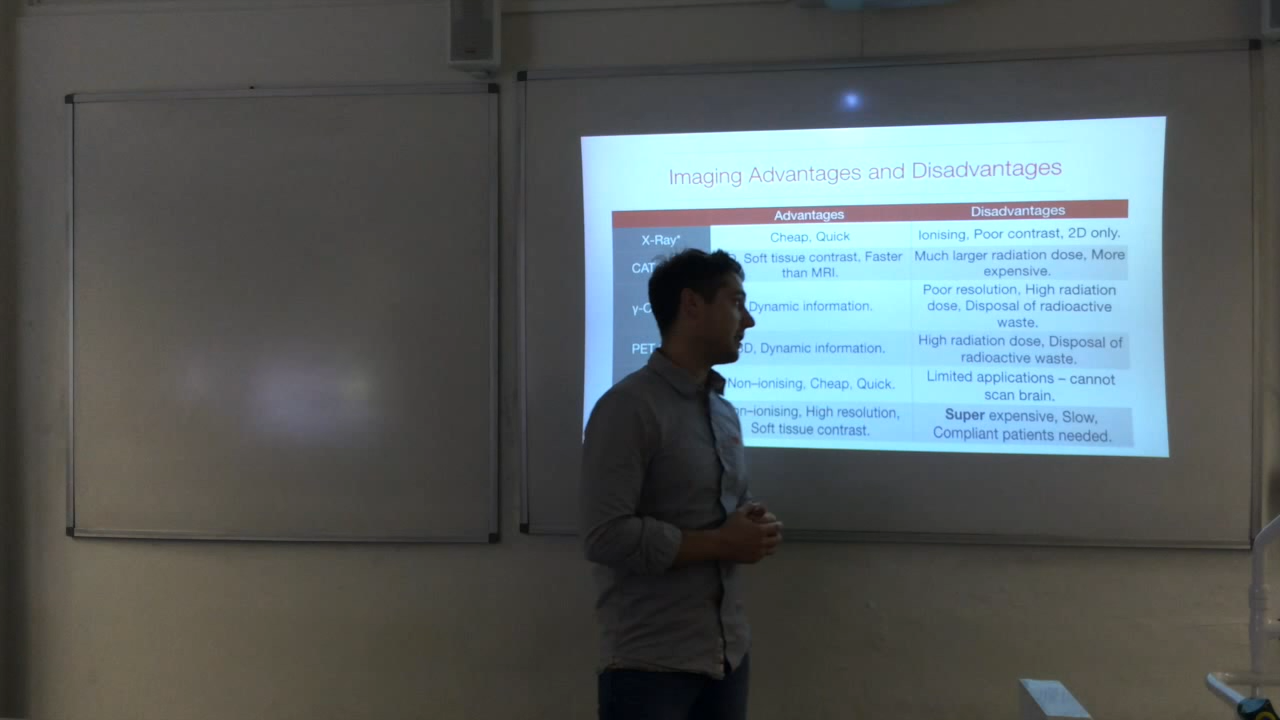 Imaging Advantages and Disadvantages
Advantages Disadvantages
X-Ray* Cheap, Quick Ionising, Poor contrast, 2D only.
CAT Soft tissue contrast, Faster than MRI. Much larger radiation dose, More expensive.
Dynamic information. Poor resolution, High radiation dose, Disposal of radioactive waste.
PET 3D, Dynamic information. High radiation dose, Disposal of radioactive waste.
Non–ionising, Cheap, Quick. Limited applications – cannot scan brain.
High resolution, Soft tissue contrast. Super expensive, Slow, Compliant patients needed.